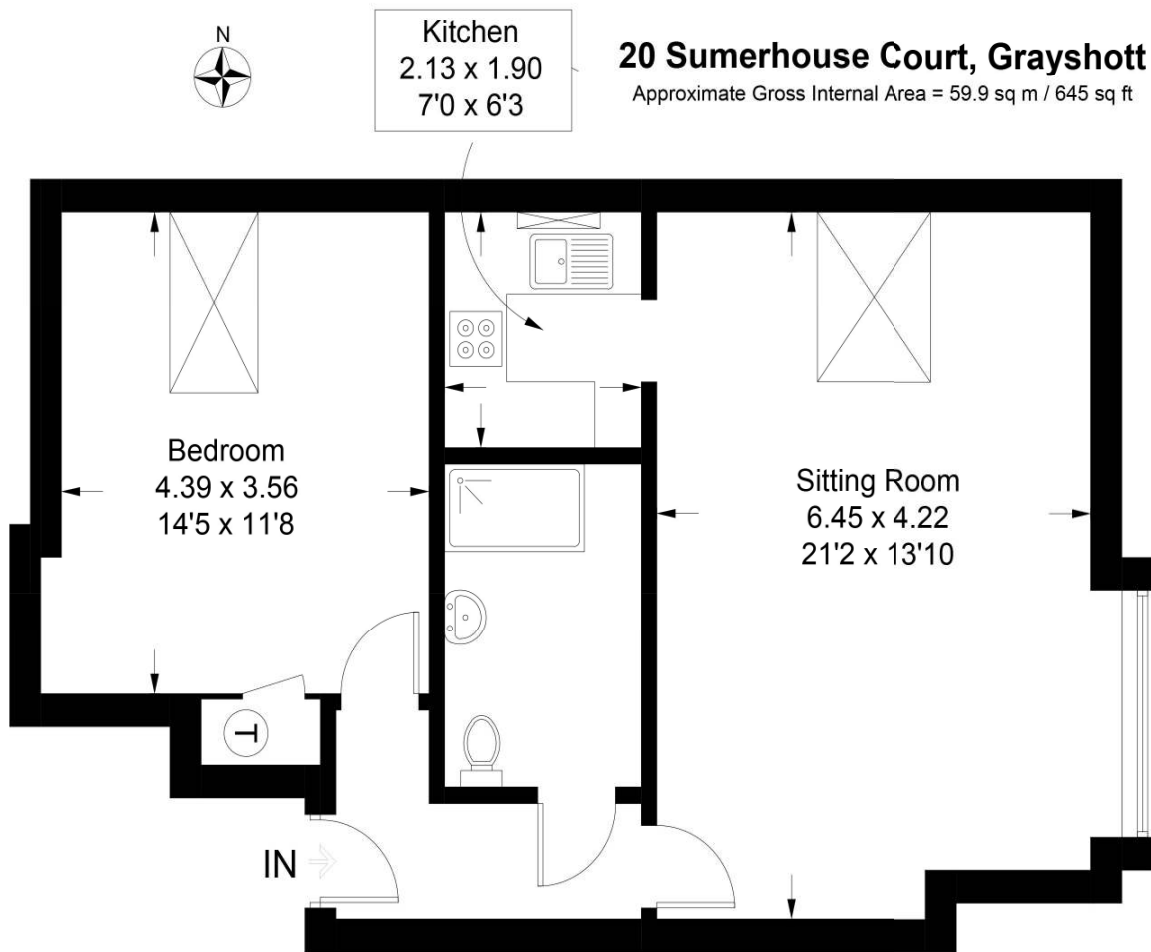 N
Kitchen
2.13 x 1.90
7'0 x 6'3
20 Sumerhouse Court, Grayshott
Approximate Gross Internal Area = 59.9 sq m / 645 sq ft
Bedroom
4.39 x 3.56
14'5 x 11'8
Sitting Room
6.45 x 4.22
21'2 x 13'10
T
IN